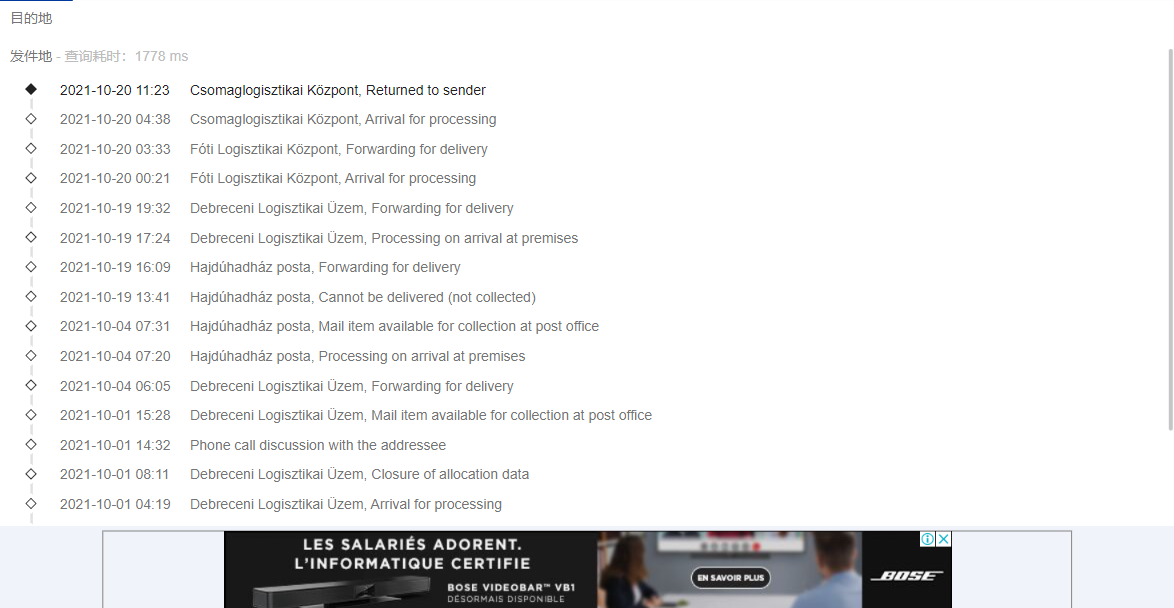 目的地
发件地 - 查询耗时：1778 ms
2021-10-20 11:23 Csomaglogisztikai Központ, Returned to sender
2021-10-20 04:38 Csomaglogisztikai Központ, Arrival for processing
2021-10-20 03:33 Fóti Logisztikai Központ, Forwarding for delivery
2021-10-20 00:21 Fóti Logisztikai Központ, Arrival for processing
2021-10-19 19:32 Debreceni Logisztikai Üzem, Forwarding for delivery
2021-10-19 17:24 Debreceni Logisztikai Üzem, Processing on arrival at premises
2021-10-19 16:09 Hajdúhadház posta, Forwarding for delivery
2021-10-19 13:41 Hajdúhadház posta, Cannot be delivered (not collected)
2021-10-04 07:31 Hajdúhadház posta, Mail item available for collection at post office
2021-10-04 07:20 Hajdúhadház posta, Processing on arrival at premises
2021-10-04 06:05 Debreceni Logisztikai Üzem, Forwarding for delivery
2021-10-01 15:28 Debreceni Logisztikai Üzem, Mail item available for collection at post office
2021-10-01 14:32 Phone call discussion with the addressee
2021-10-01 08:11 Debreceni Logisztikai Üzem, Closure of allocation data
2021-10-01 04:19 Debreceni Logisztikai Üzem, Arrival for processing
LES SALARIÉS ADORENT.
L'INFORMATIQUE CERTIFIE
BOSE VIDEOBAR™ VB1
DÉSORMAIS DISPONIBLE
EN SAVOIR PLUS
BOSE